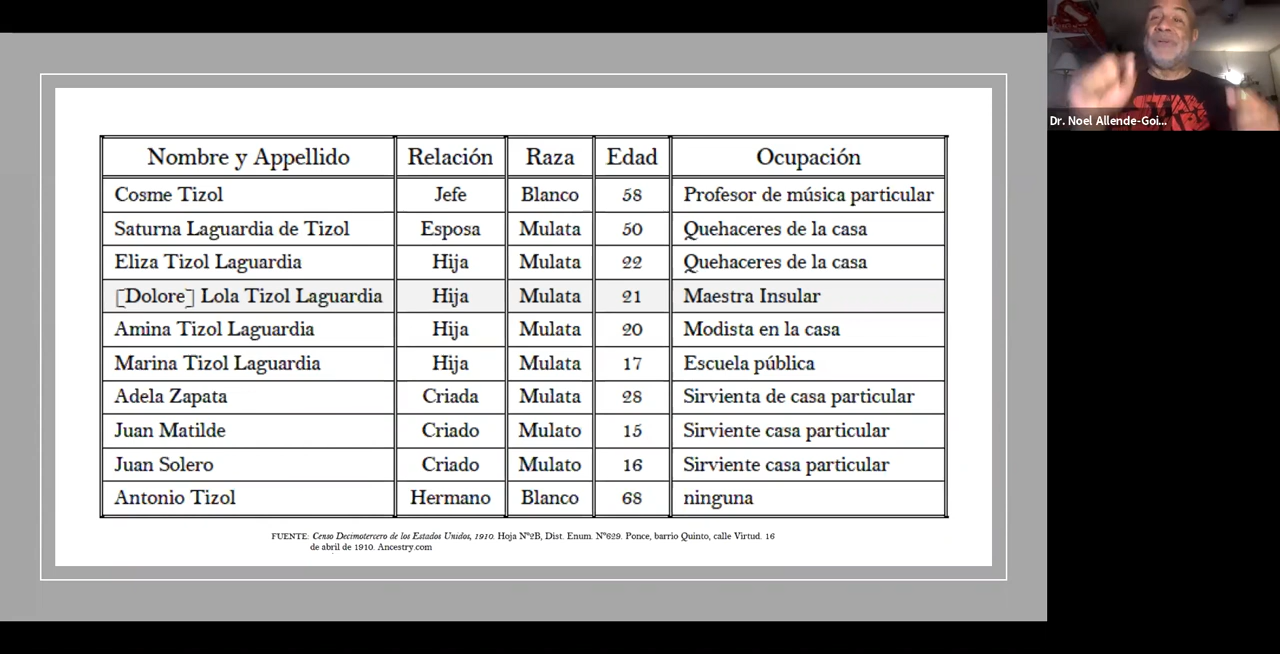 Nombre y Appellido Relación Raza Edad Ocupación
Cosme Tizol Jefe Blanco 58 Profesor de música particular
Saturna Laguardia de Tizol Esposa Mulata 50 Quehaceres de la casa
Eliza Tizol Laguardia Hija Mulata 22 Quehaceres de la casa
[Dolore] Lola Tizol Laguardia Hija Mulata 21 Maestra Insular
Amina Tizol Laguardia Hija Mulata 20 Modista en la casa
Marina Tizol Laguardia Hija Mulata 17 Escuela pública
Adela Zapata Criada Mulata 28 Sirvienta de casa particular
Juan Matilde Criado Mulato 15 Sirviente casa particular
Juan Solero Criado Mulato 16 Sirviente casa particular
Antonio Tizol Hermano Blanco 68 ninguna
FUENTE: Censo Decimotercero de los Estados Unidos, 1910. Hoja Nº2B, Dist. Enum. Nº629. Ponce, barrio Quinto, calle Virtud. 16
de abril de 1910. Ancestry.com
STAR
Dr. Noel Allende-Goi...